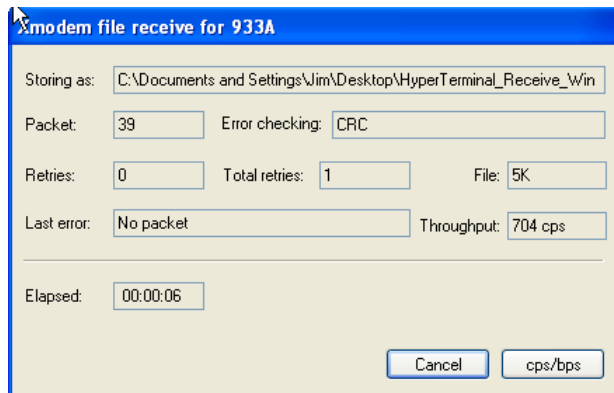 Xmodem file receive for 933A
Storing as: C:\Documents and Settings\Jim\Desktop\HyperTerminal_Receive_Win
Packet: 39 Error checking: CRC
Retries: 0 Total retries: 1 File: 5K
Last error: No packet Throughput: 704 cps
Elapsed: 00:00:06
Cancel cps/bps